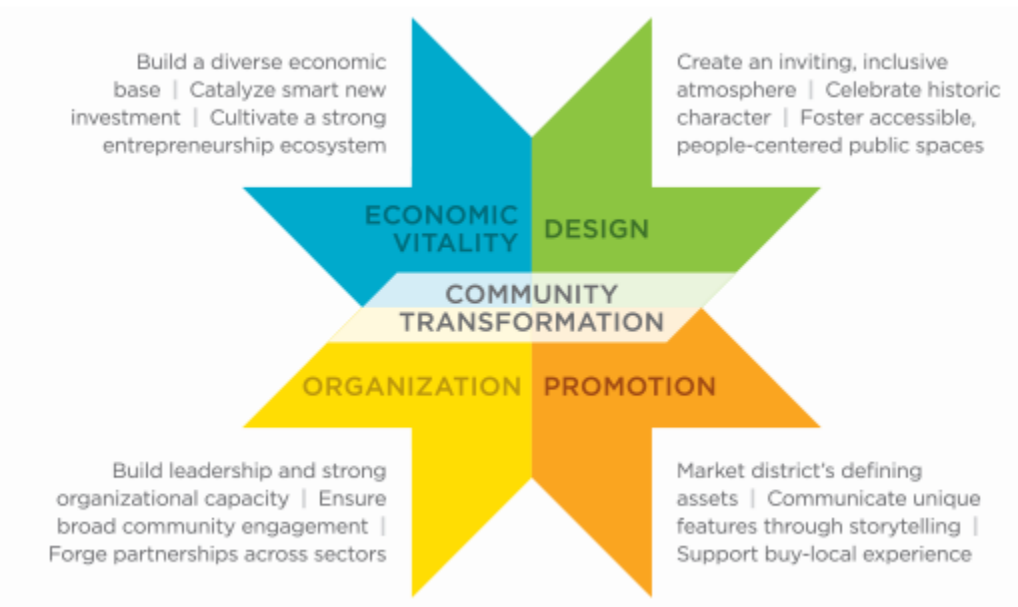 Build a diverse economic
base | Catalyze smart new
investment | Cultivate a strong
entrepreneurship ecosystem
Create an inviting, inclusive
atmosphere | Celebrate historic
character | Foster accessible,
people-centered public spaces
ECONOMIC
VITALITY
DESIGN
COMMUNITY
TRANSFORMATION
ORGANIZATION
PROMOTION
Build leadership and strong
organizational capacity | Ensure
broad community engagement |
Forge partnerships across sectors
Market district’s defining
assets | Communicate unique
features through storytelling |
Support buy-local experience